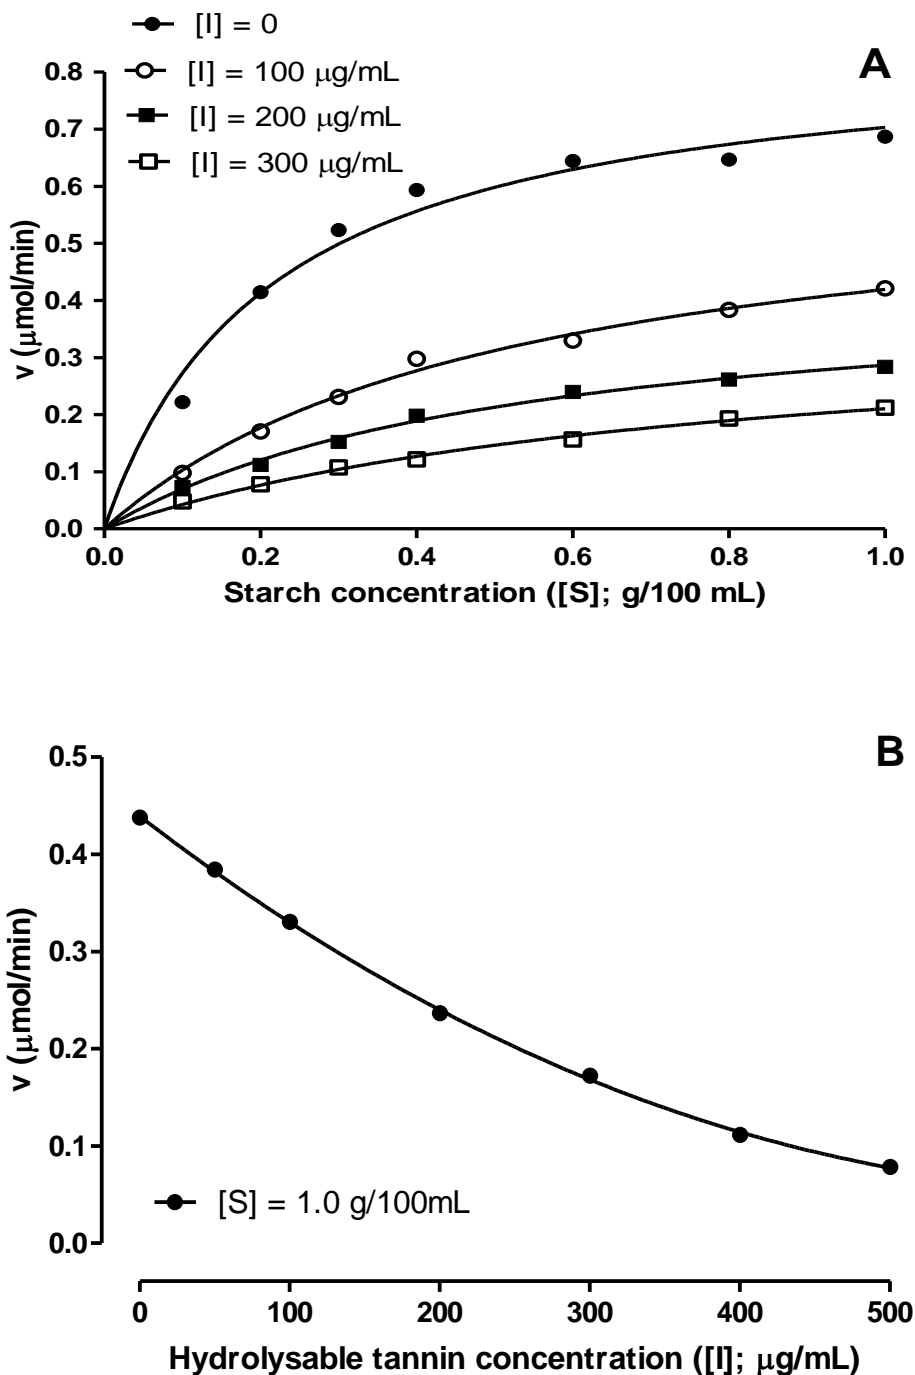 [I] = 0
[I] = 100 μg/mL
[I] = 200 μg/mL
[I] = 300 μg/mL
A
0.8
0.7
0.6
0.5
0.4
0.3
0.2
0.1
0.0
v (μmol/min)
0.0 0.2 0.4 0.6 0.8 1.0
Starch concentration ([S]; g/100 mL)
B
0.5
0.4
0.3
0.2
0.1
0.0
v (μmol/min)
[S] = 1.0 g/100mL
0 100 200 300 400 500
Hydrolysable tannin concentration ([I]; μg/mL)